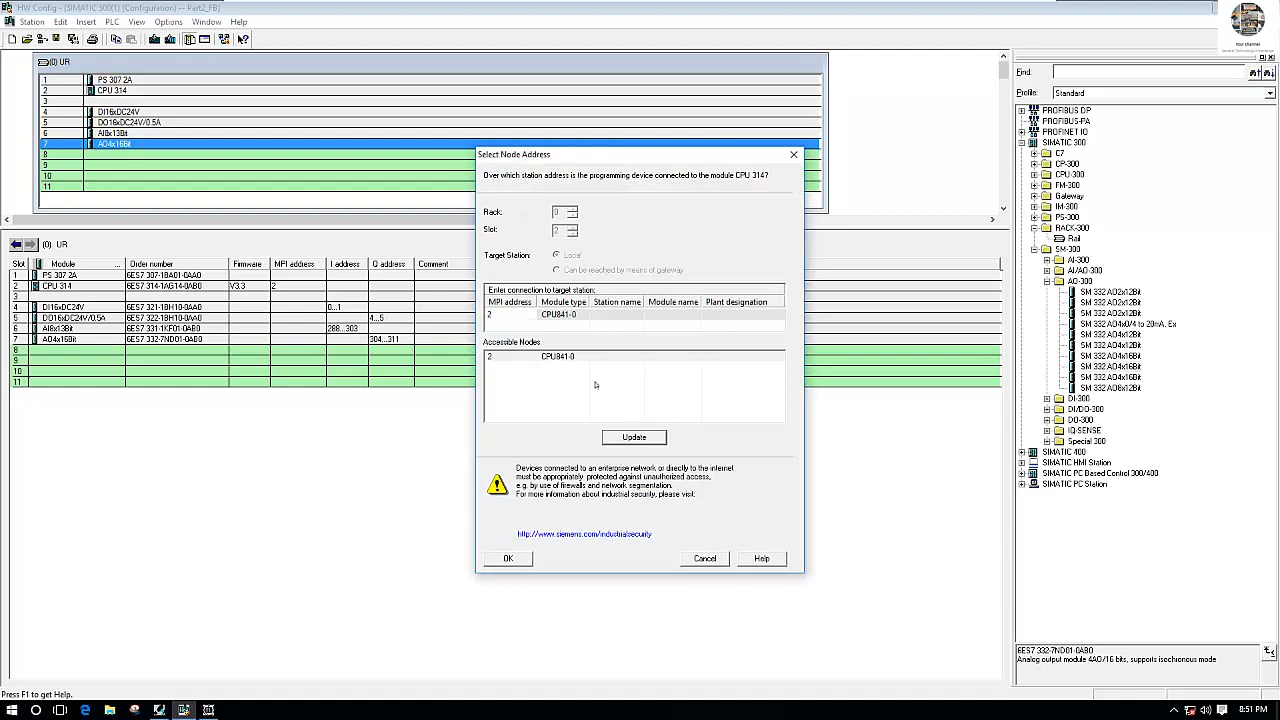 HW Config - [SIMATIC 300(1) (Configuration) -- Part2_FB]
Station Edit Insert PLC View Options Window Help
Your channel
General Technology Knowledge
(0) UR
1 PS 307 2A
2 CPU 314
3
4 DI16xDC24V
5 DO16xDC24V/0.5A
6 AI8x13Bit
7 AO4x16Bit
8
9
10
11
(0) UR
Slot Module ... Order number Firmware MPI address I address Q address Comment
1 PS 307 2A 6ES7 307-1BA01-0AA0
2 CPU 314 6ES7 314-1AG14-0AB0 V3.3 2
3
4 DI16xDC24V 6ES7 321-1BH10-0AA0 0...1
5 DO16xDC24V/0.5A 6ES7 322-1BH10-0AA0 4...5
6 AI8x13Bit 6ES7 331-1KF01-0AB0 288...303
7 AO4x16Bit 6ES7 332-7ND01-0AB0 304...311
8
9
10
11
Select Node Address
Over which station address is the programming device connected to the module CPU 314?
Rack: 0
Slot: 2
Target Station: Local
Can be reached by means of gateway
Enter connection to target station:
MPI address Module type Station name Module name Plant designation
2 CPU841-0
Accessible Nodes
2 CPU841-0
Update
Devices connected to an enterprise network or directly to the internet
must be appropriately protected against unauthorized access,
e.g. by use of firewalls and network segmentation.
For more information about industrial security, please visit:
http://www.siemens.com/industrialsecurity
OK Cancel Help
Find:
Profile: Standard
PROFIBUS DP
PROFIBUS-PA
PROFINET IO
SIMATIC 300
C7
CP-300
CPU-300
FM-300
Gateway
IM-300
PS-300
RACK-300
Rail
SM-300
AI-300
AI/AO-300
AO-300
SM 332 AO2x12Bit
SM 332 AO2x12Bit
SM 332 AO2x12Bit
SM 332 AO4x0/4 to 20mA, Ex
SM 332 AO4x12Bit
SM 332 AO4x12Bit
SM 332 AO4x16Bit
SM 332 AO4x16Bit
SM 332 AO4x16Bit
SM 332 AO8x12Bit
DI-300
DI/DO-300
DO-300
IQ-SENSE
Special 300
SIMATIC 400
SIMATIC HMI Station
SIMATIC PC Based Control 300/400
SIMATIC PC Station
6ES7 332-7ND01-0AB0
Analog output module 4AO/16 bits, supports isochronous mode
Press F1 to get Help.
8:51 PM